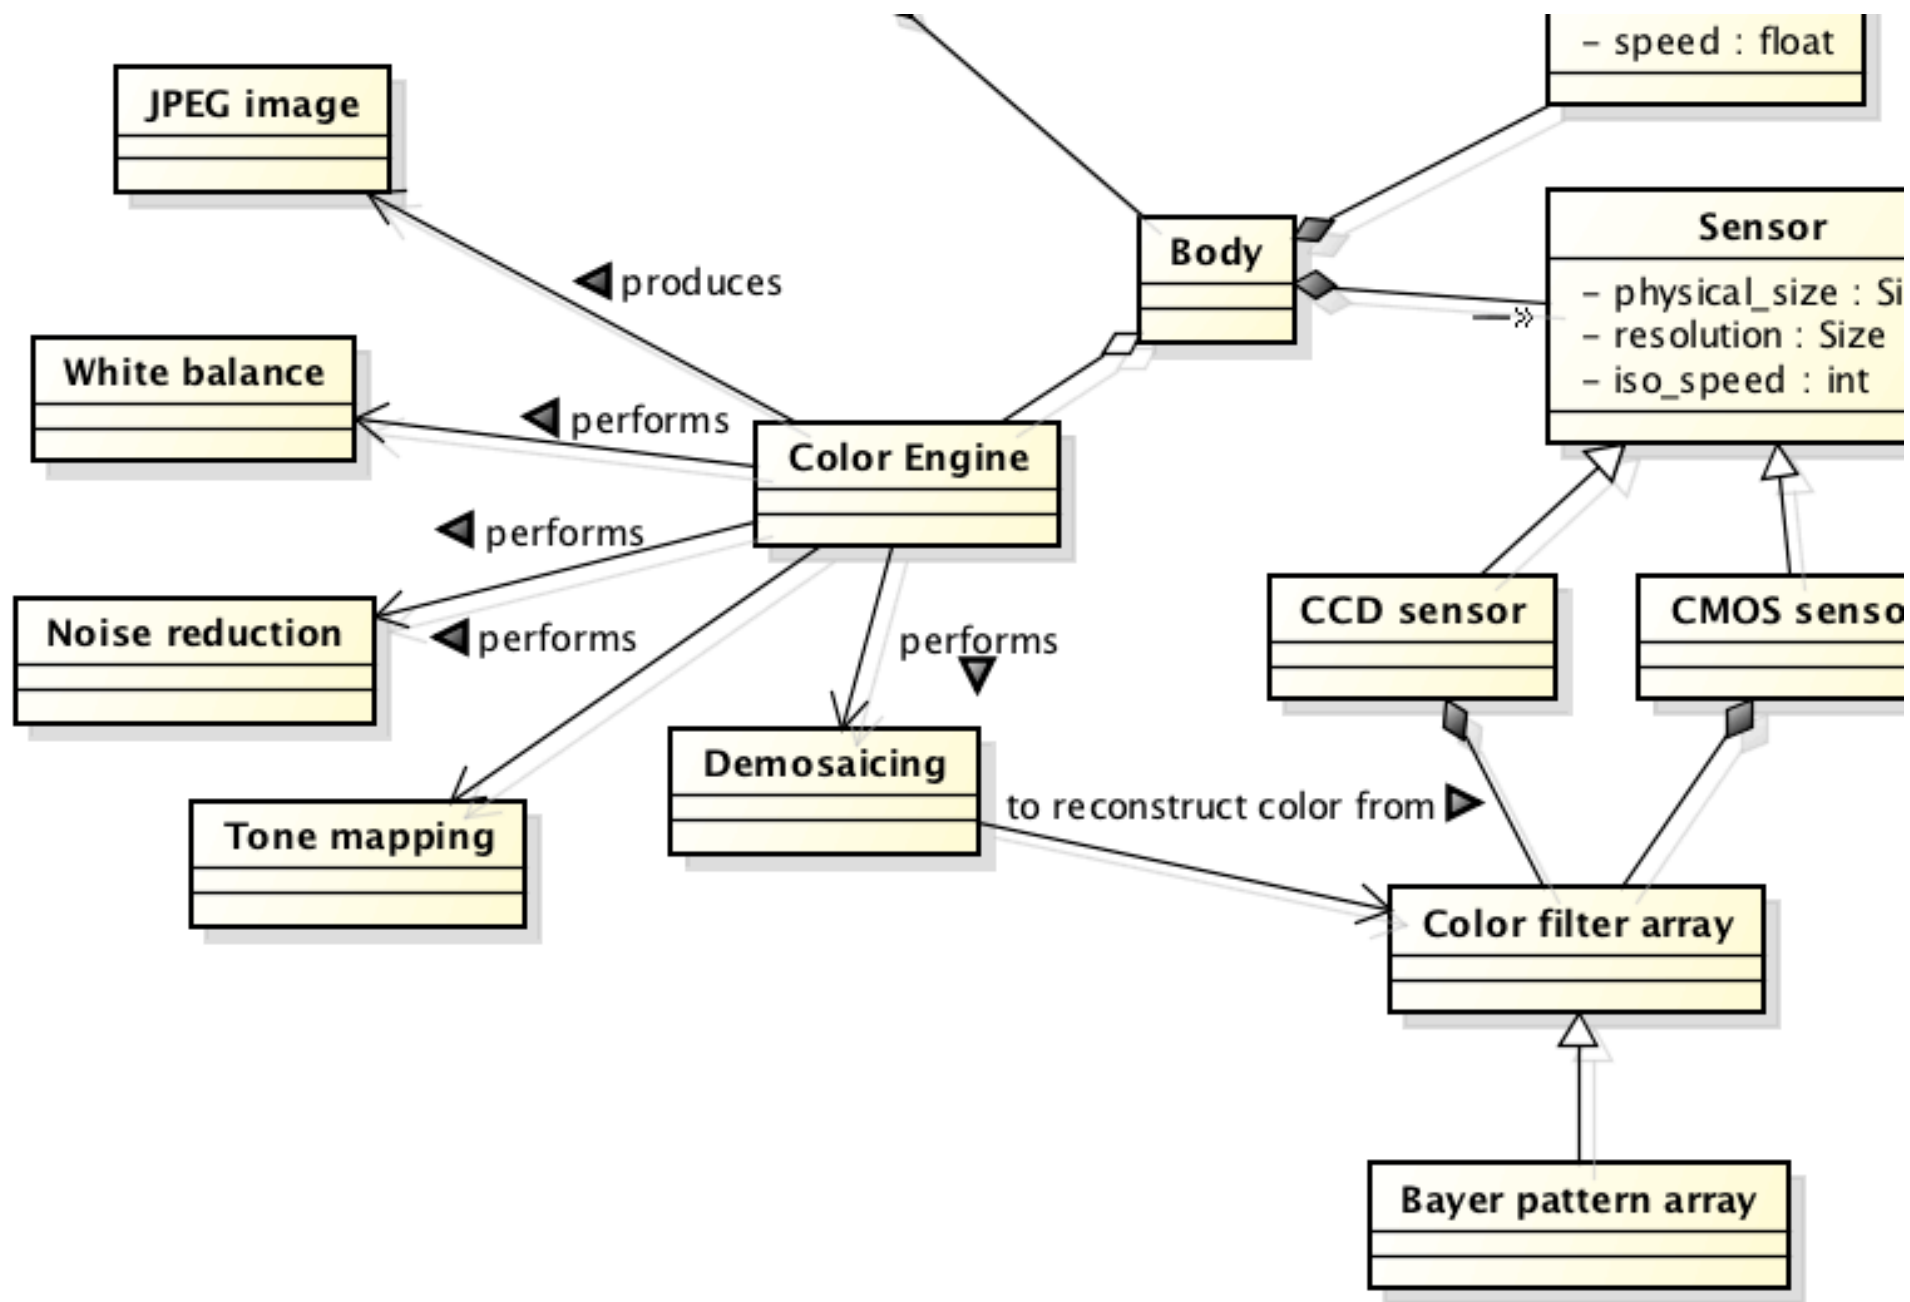 - speed : float
JPEG image
Sensor
Body
produces
- physical_size : Si
- resolution : Size
- iso_speed : int
White balance
performs
Color Engine
performs
Noise reduction
performs
performs
CCD sensor
CMOS senso
Demosaicing
to reconstruct color from
Tone mapping
Color filter array
Bayer pattern array